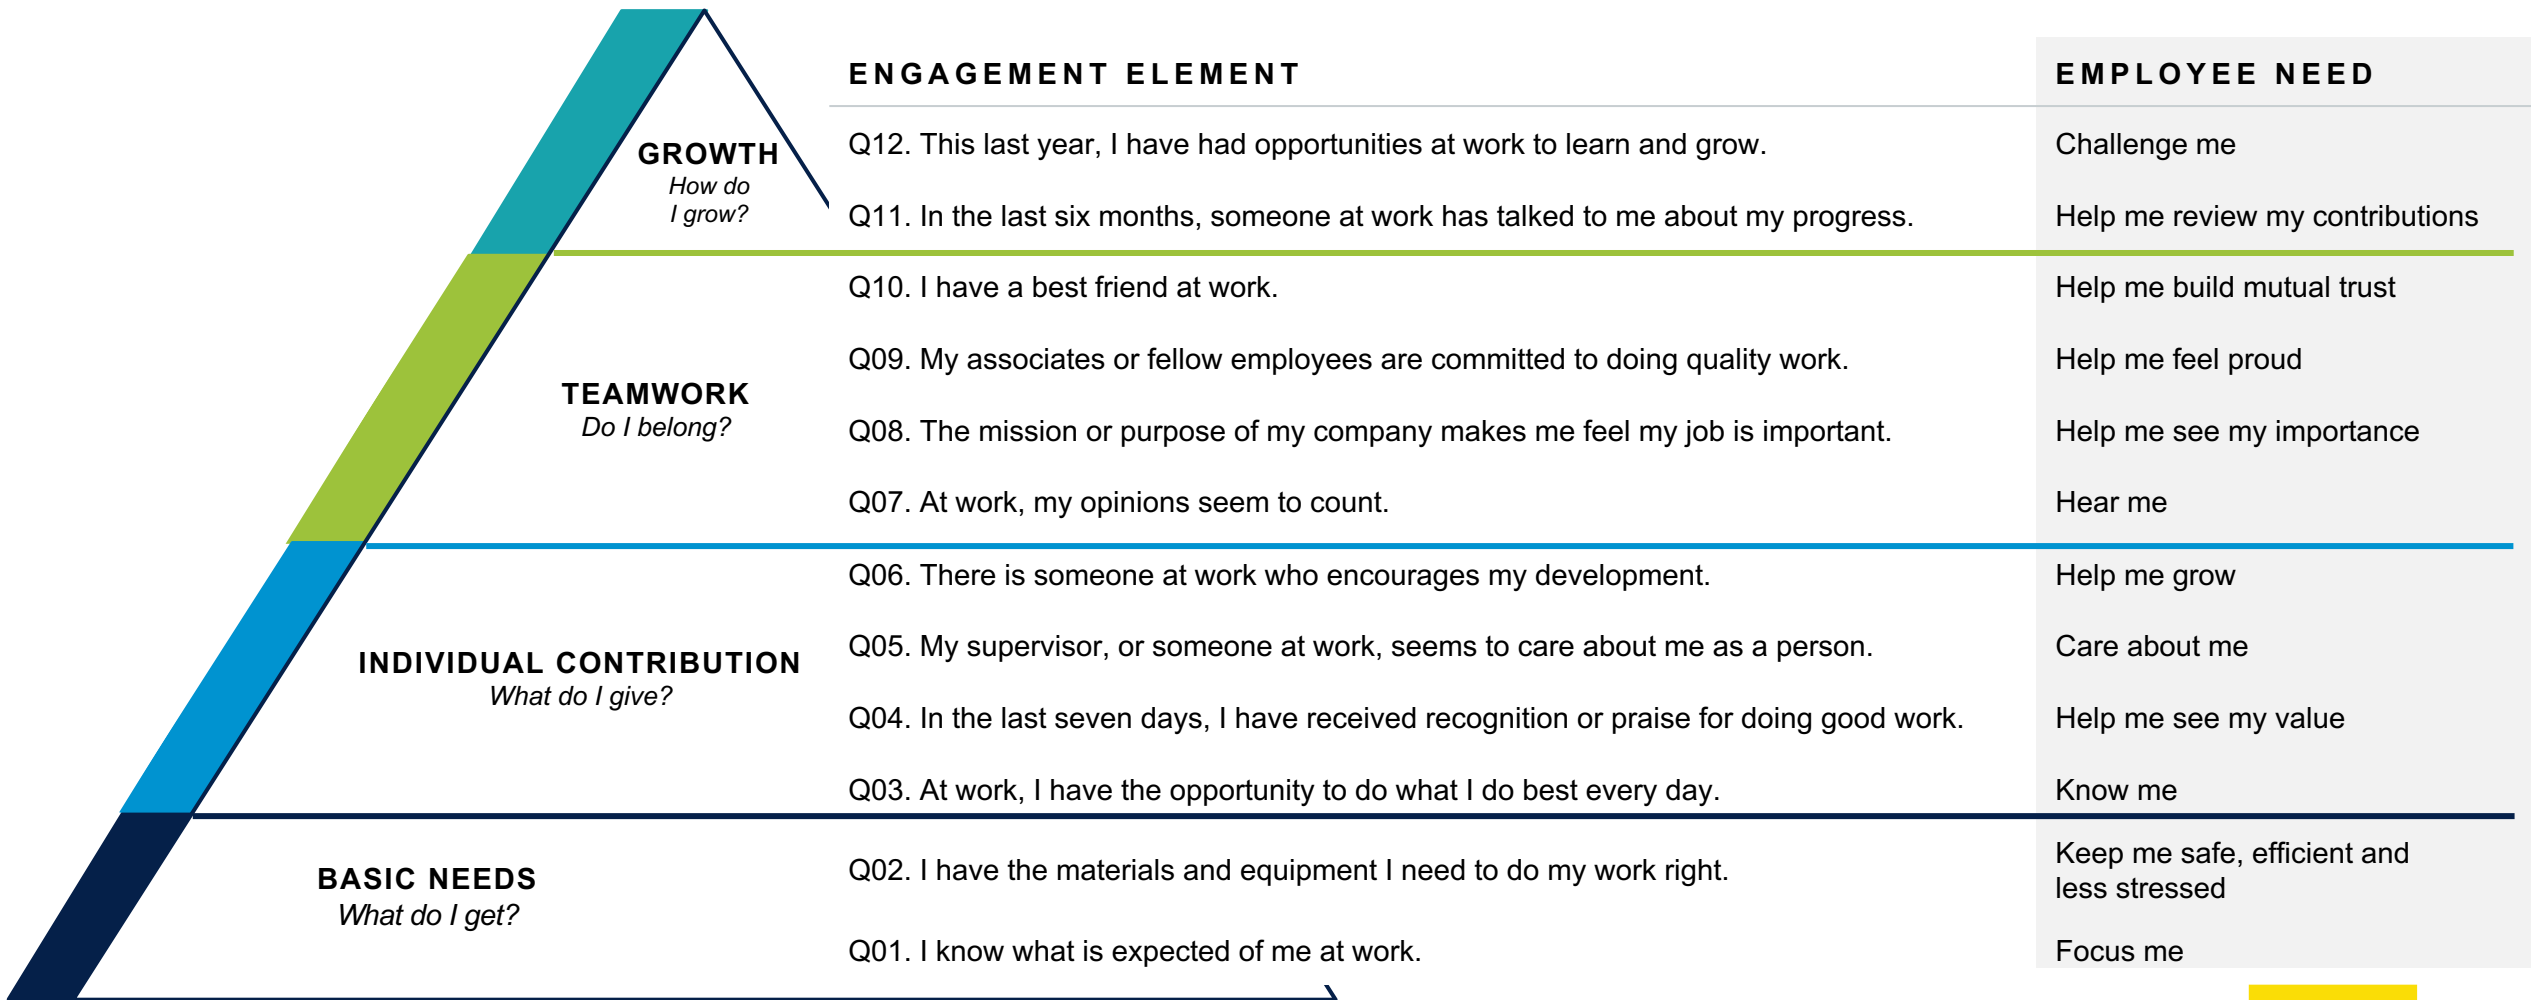 ENGAGEMENT ELEMENT
EMPLOYEE NEED
GROWTH
How do
I grow?
Q12. This last year, I have had opportunities at work to learn and grow.
Challenge me
Q11. In the last six months, someone at work has talked to me about my progress.
Help me review my contributions
TEAMWORK
Do I belong?
Q10. I have a best friend at work.
Help me build mutual trust
Q09. My associates or fellow employees are committed to doing quality work.
Help me feel proud
Q08. The mission or purpose of my company makes me feel my job is important.
Help me see my importance
Q07. At work, my opinions seem to count.
Hear me
INDIVIDUAL CONTRIBUTION
What do I give?
Q06. There is someone at work who encourages my development.
Help me grow
Q05. My supervisor, or someone at work, seems to care about me as a person.
Care about me
Q04. In the last seven days, I have received recognition or praise for doing good work.
Help me see my value
Q03. At work, I have the opportunity to do what I do best every day.
Know me
BASIC NEEDS
What do I get?
Q02. I have the materials and equipment I need to do my work right.
Keep me safe, efficient and
less stressed
Q01. I know what is expected of me at work.
Focus me